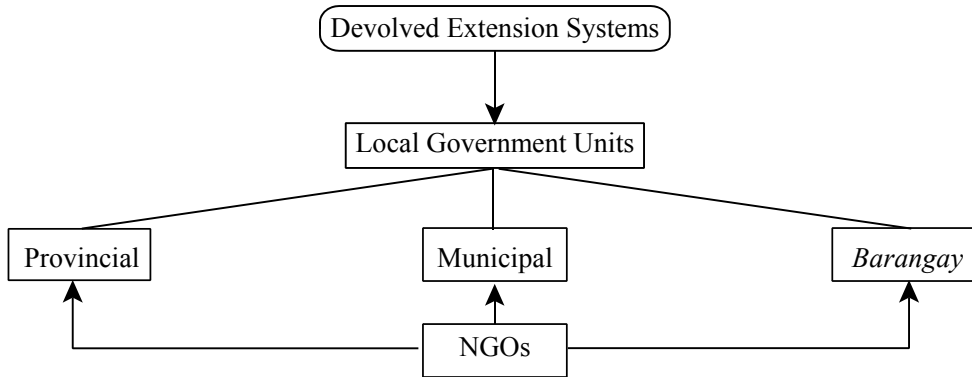 Devolved Extension Systems
Local Government Units
Provincial
Municipal
Barangay
NGOs